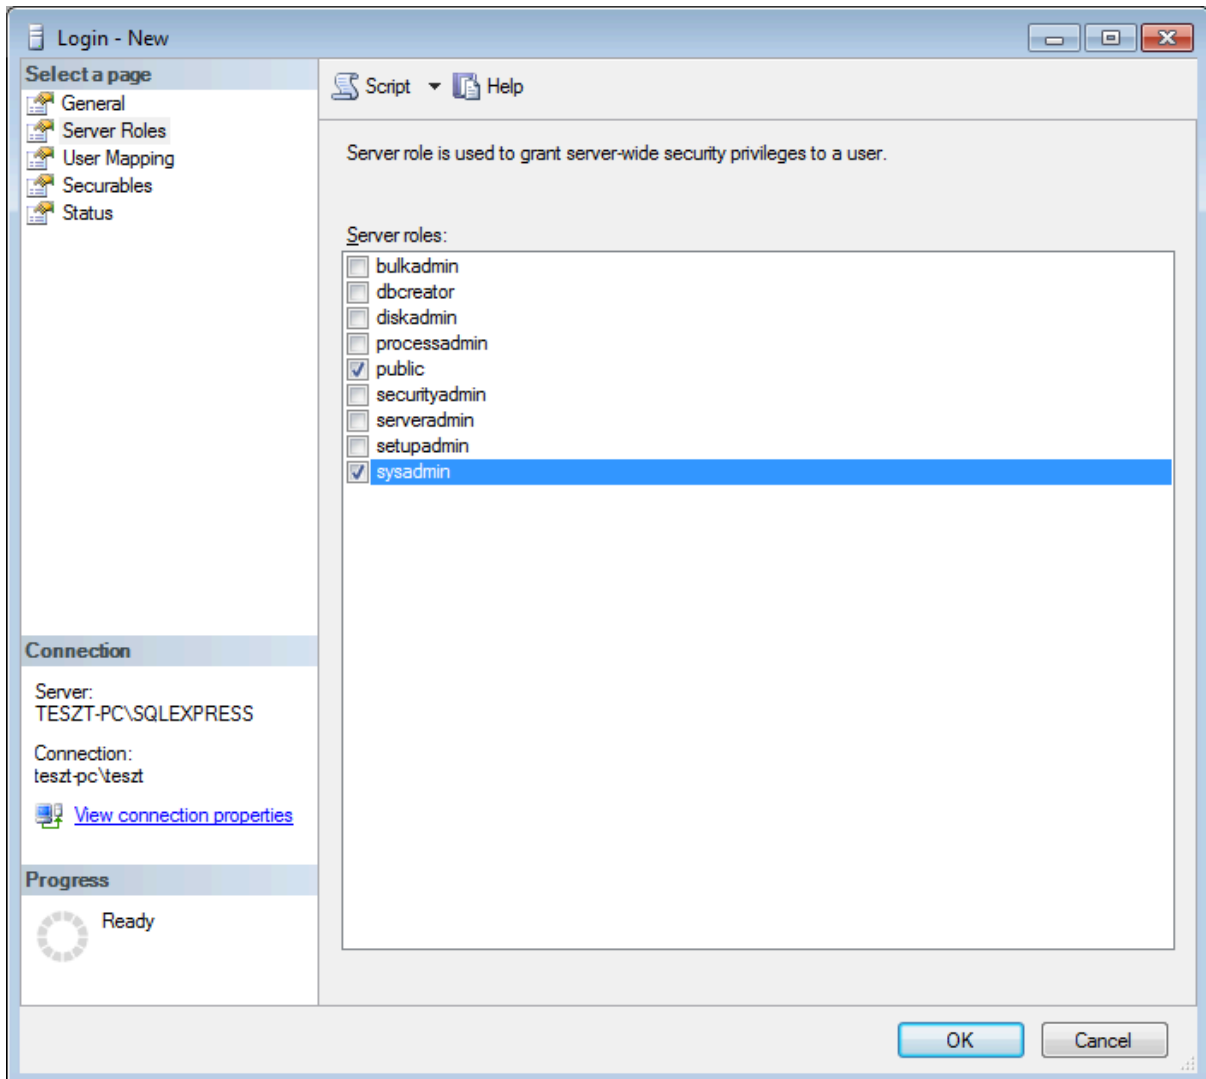 Login - New
Select a page
General
Server Roles
User Mapping
Securables
Status
Script
Help
Server role is used to grant server-wide security privileges to a user.
Server roles:
bulkadmin
dbcreator
diskadmin
processadmin
public
securityadmin
serveradmin
setupadmin
sysadmin
Connection
Server:
TESZT-PC\SQLEXPRESS
Connection:
teszt-pc\teszt
View connection properties
Progress
Ready
OK
Cancel